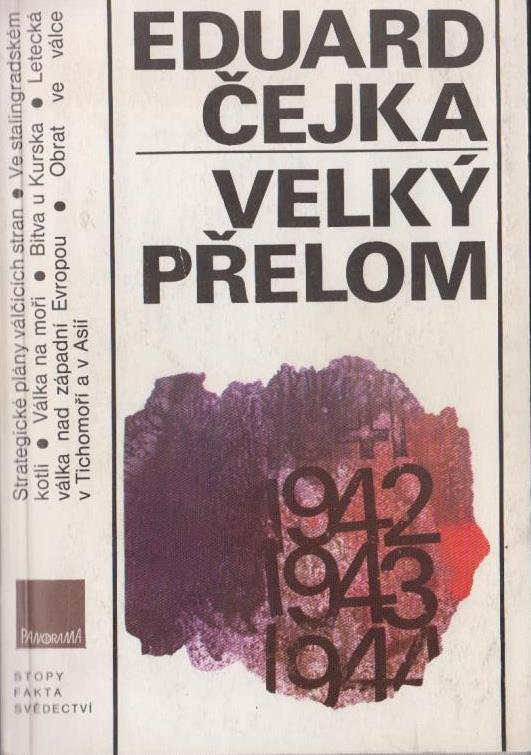 EDUARD
ČEJKA
VELKÝ
PŘELOM
Strategické plány válčících stran • Ve stalingradském
kotli • Válka na moři • Bitva u Kurska • Letecká
válka nad západní Evropou • Obrat ve válce
v Tichomoří a v Asii
1942
1943
1944
PANORAMA
STOPY
FAKTA
SVĚDECTVÍ